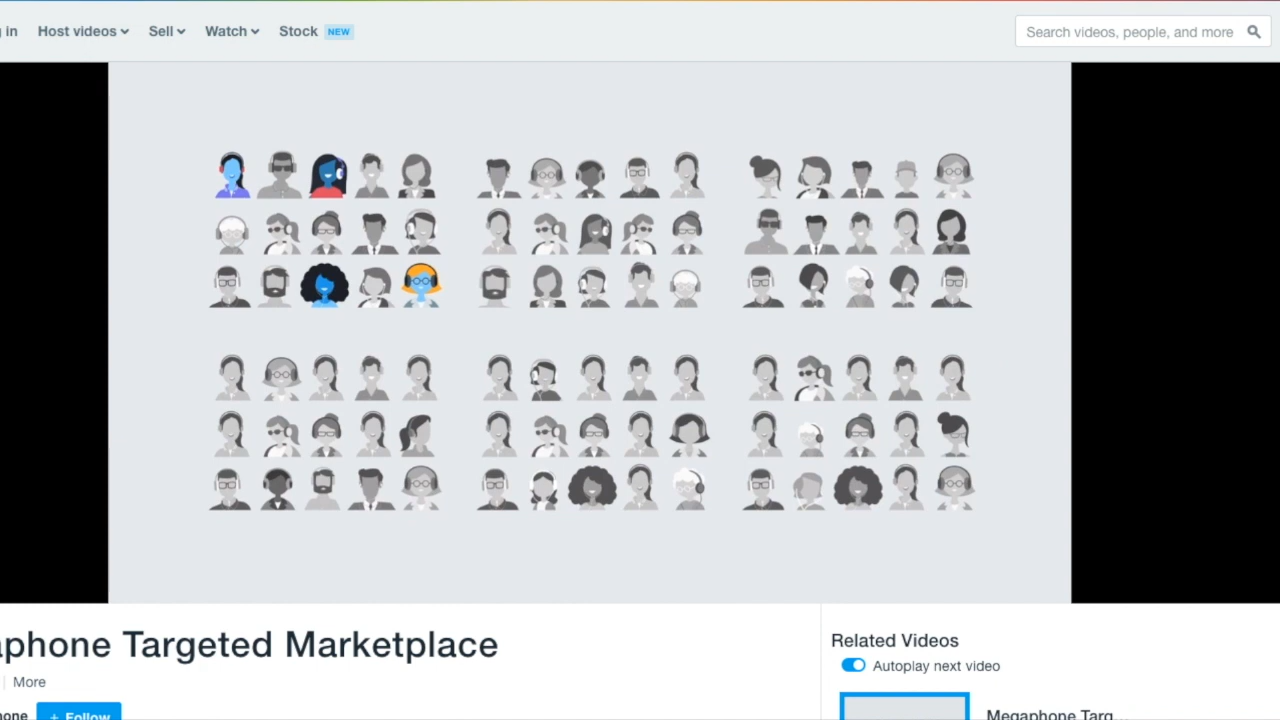 in
Host videos
Sell
Watch
Stock NEW
Search videos, people, and more
aphone Targeted Marketplace
More
Follow
Related Videos
Autoplay next video
Megaphone Targ...